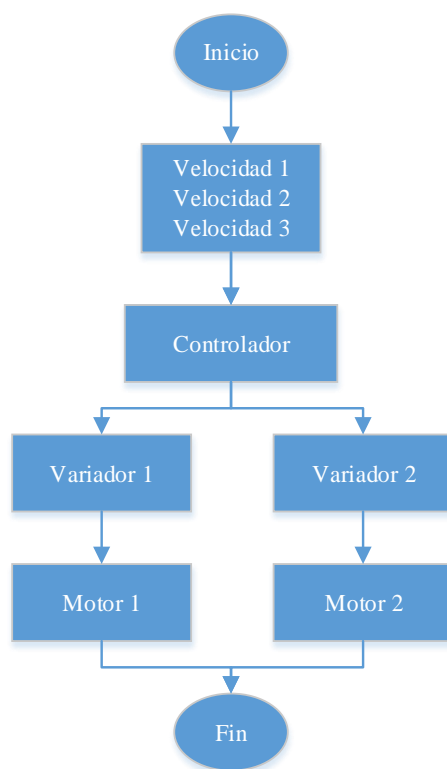 Inicio
Velocidad 1
Velocidad 2
Velocidad 3
Controlador
Variador 1
Variador 2
Motor 1
Motor 2
Fin